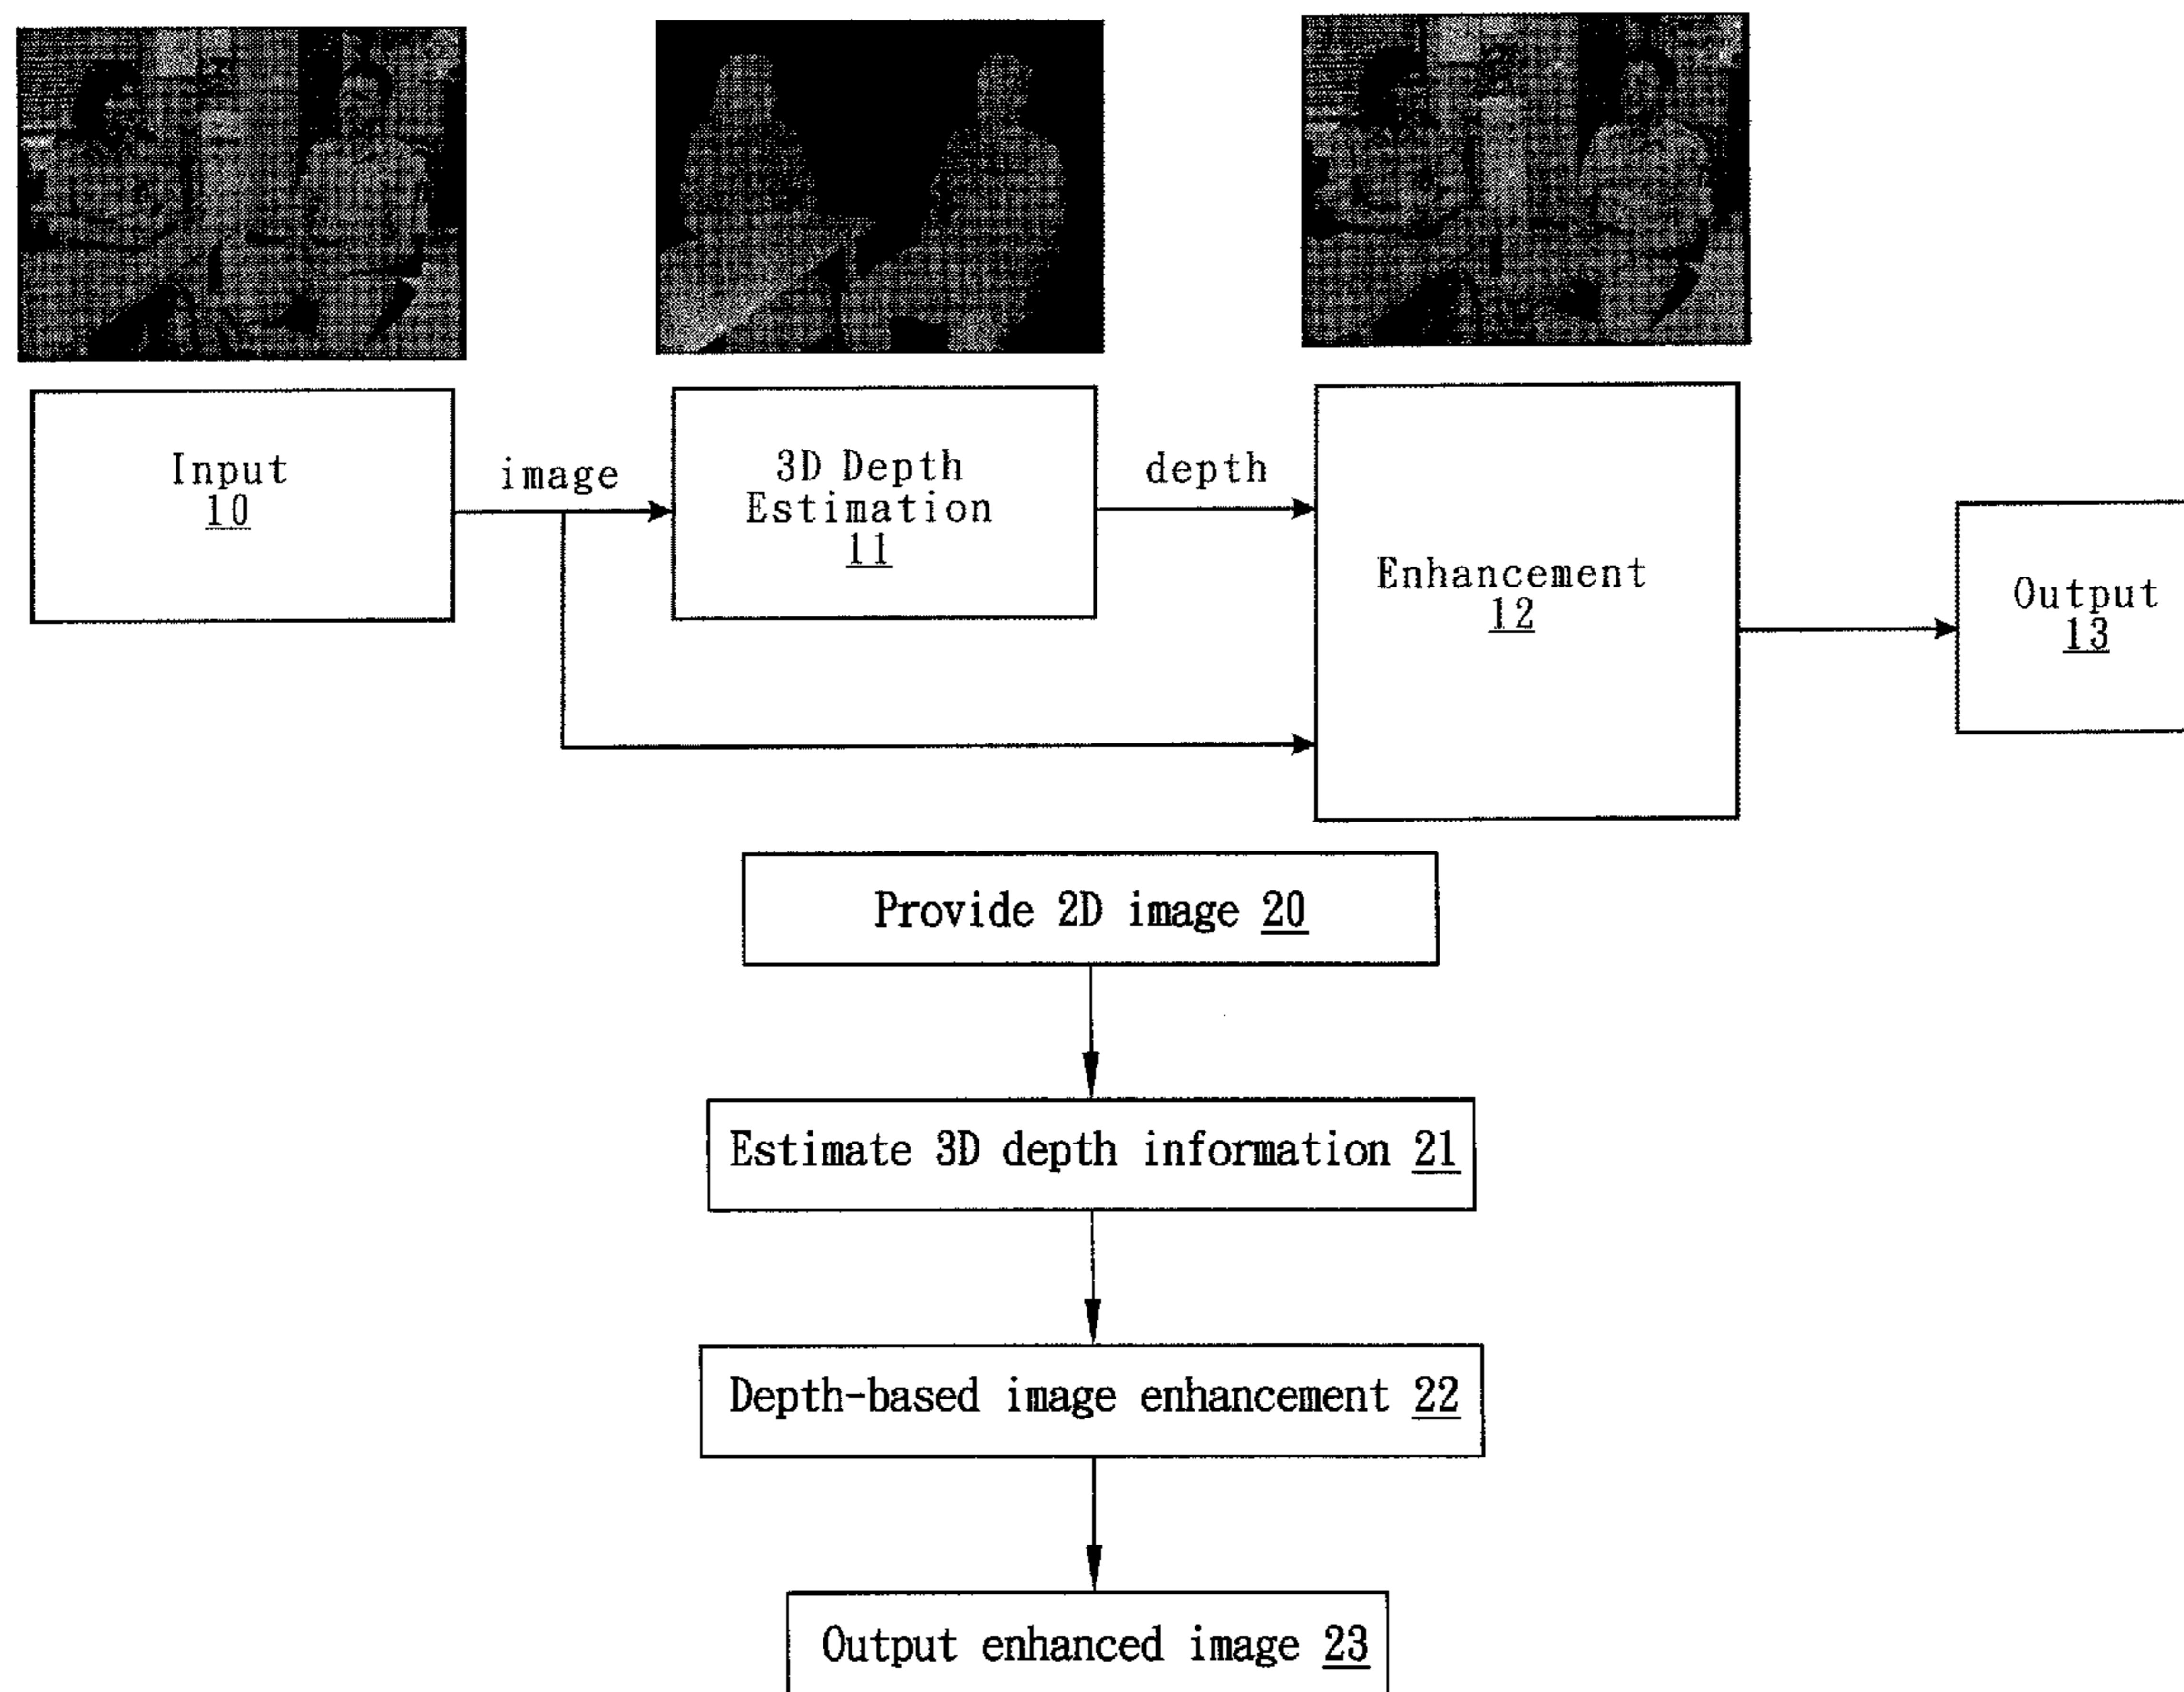 Input
10
image
3D Depth
Estimation
11
depth
Enhancement
12
Output
13
Provide 2D image 20
Estimate 3D depth information 21
Depth-based image enhancement 22
Output enhanced image 23